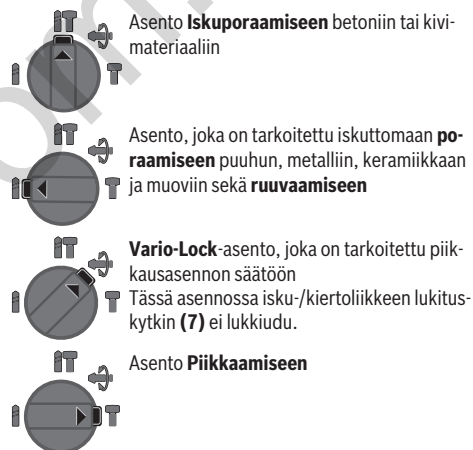 Asento Iskuporaamiseen betoniin tai kivi-
materiaaliin
Asento, joka on tarkoitettu iskuttomaan po-
raamiseen puuhun, metalliin, keramiikkaan
ja muoviin sekä ruuvaamiseen
Vario-Lock-asento, joka on tarkoitettu piik-
kausasennon säätöön
Tässä asennossa isku-/kiertoliikkeen lukitus-
kytkin (7) ei lukkiudu.
Asento Piikkaamiseen